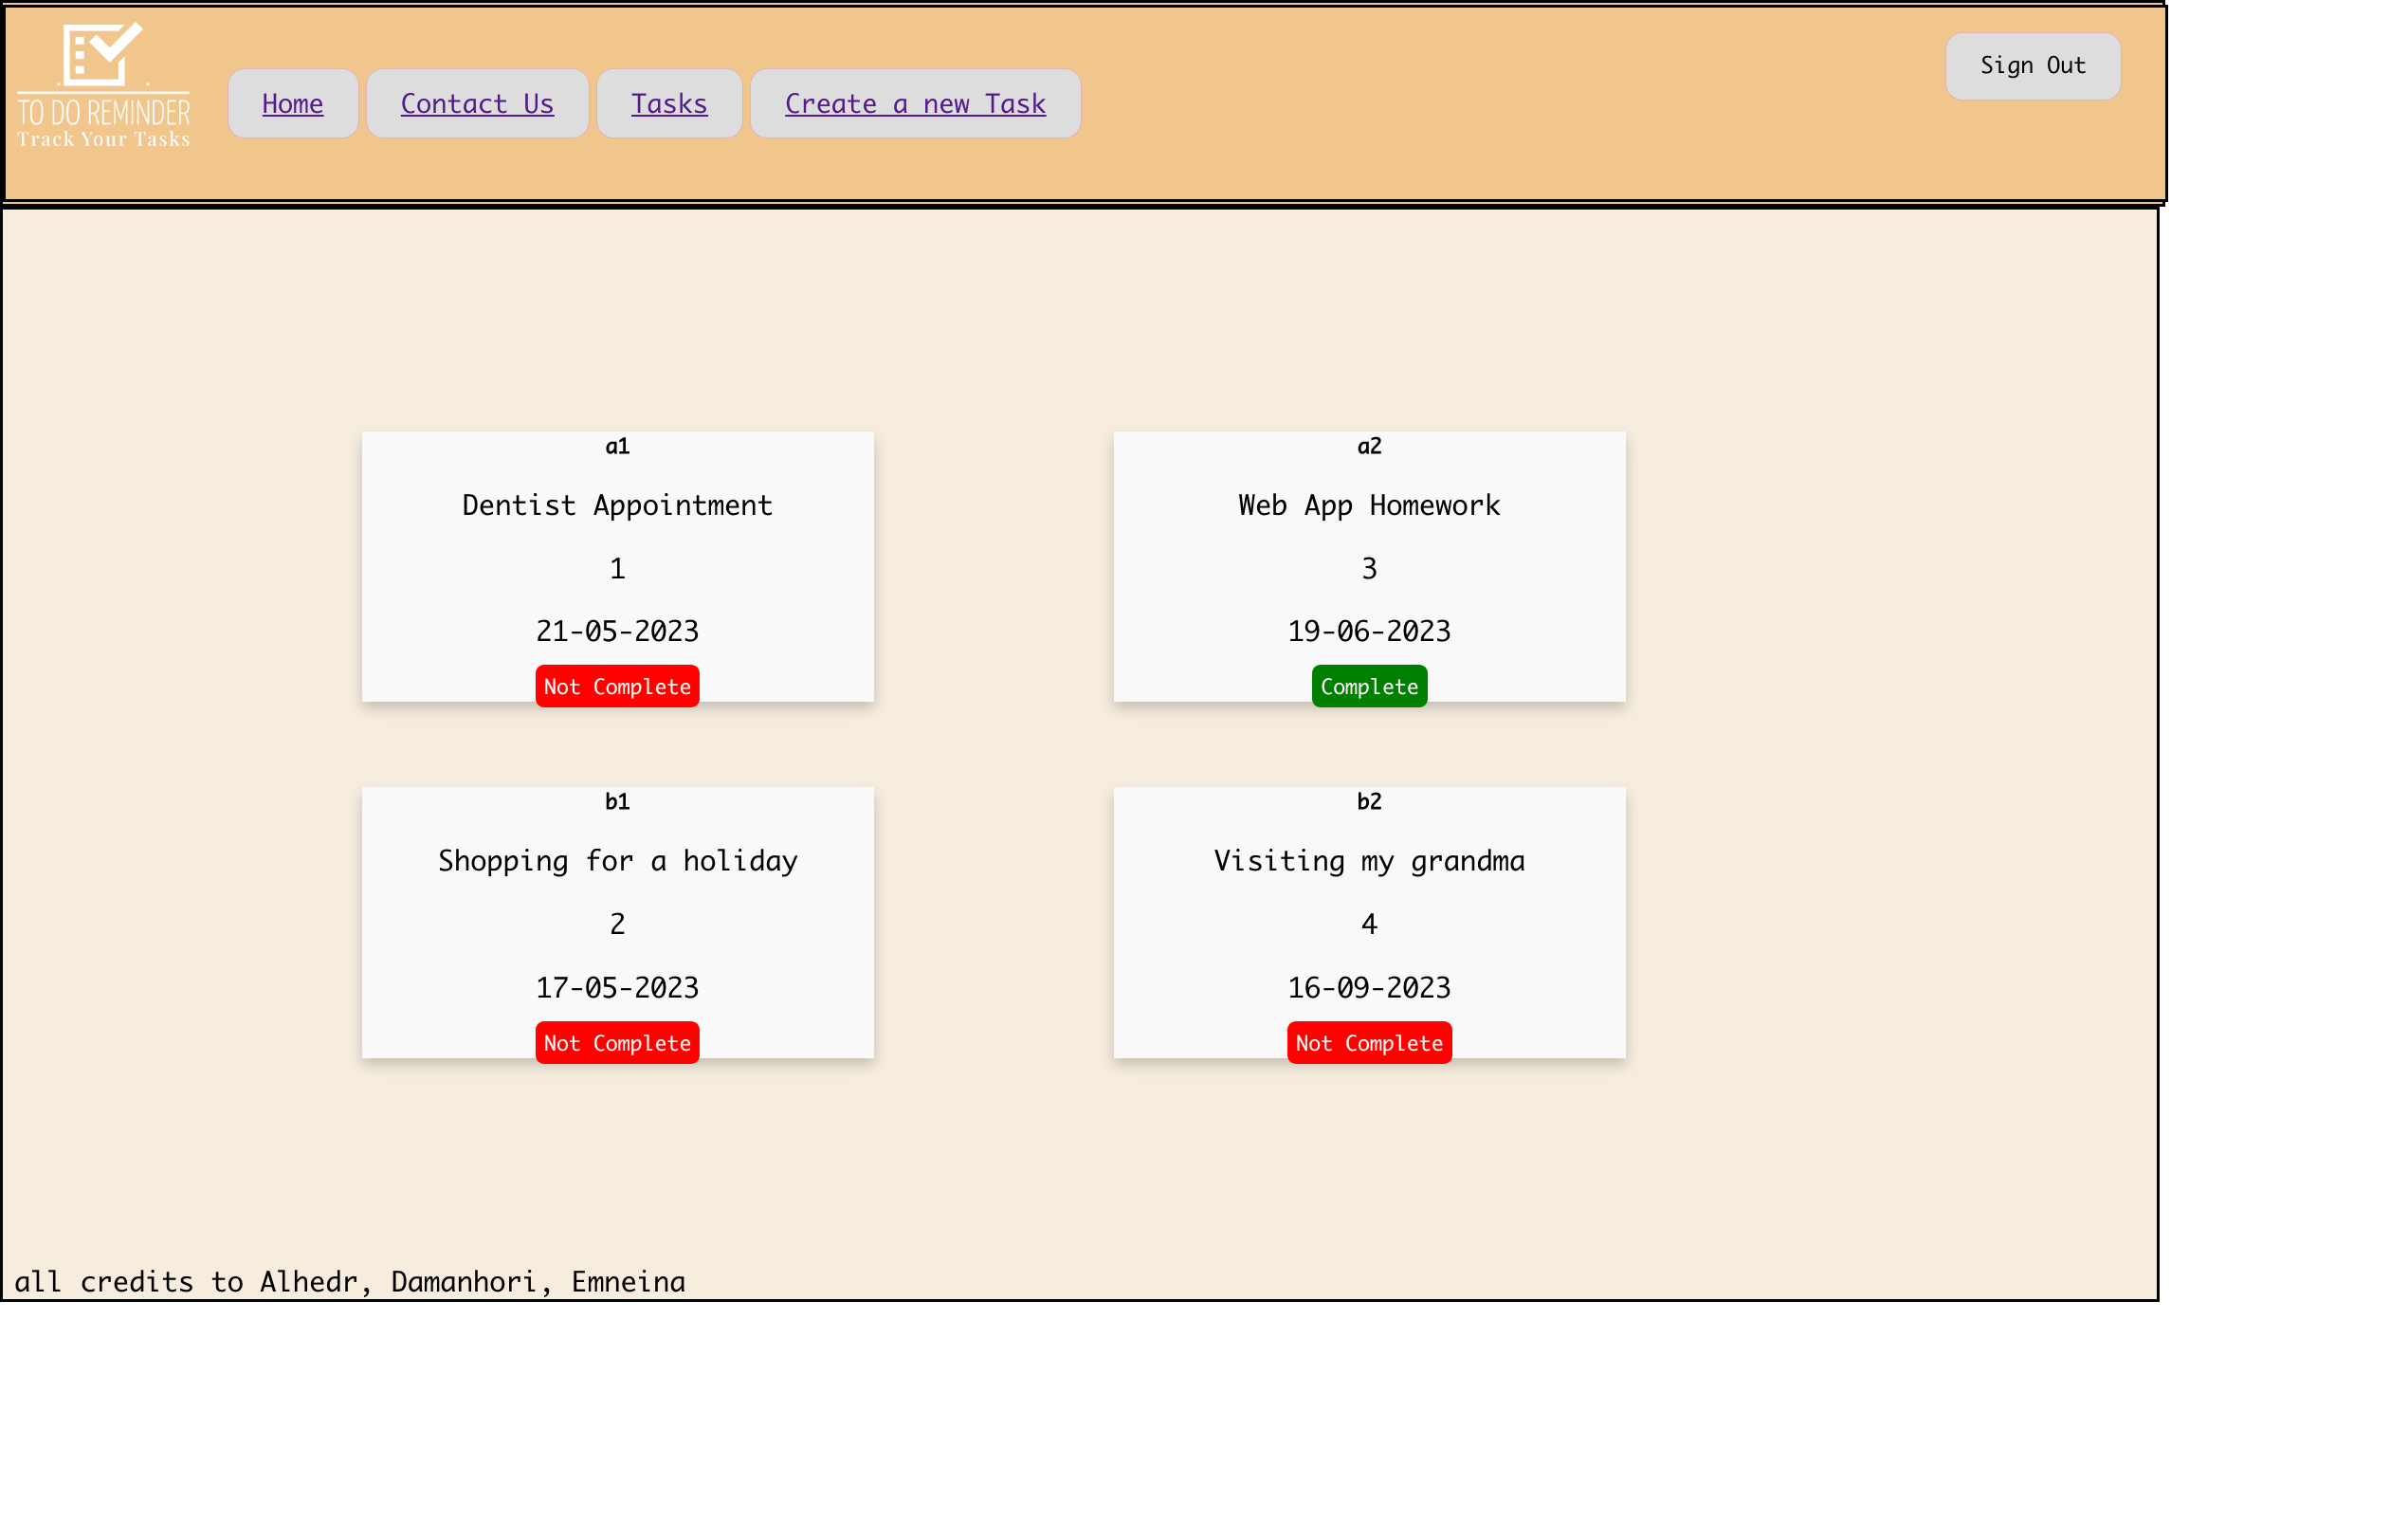 TO DO REMINDER
Track Your Tasks
Home Contact Us Tasks Create a new Task
Sign Out
a1
Dentist Appointment
1
21-05-2023
Not Complete
a2
Web App Homework
3
19-06-2023
Complete
b1
Shopping for a holiday
2
17-05-2023
Not Complete
b2
Visiting my grandma
4
16-09-2023
Not Complete
all credits to Alhedr, Damanhori, Emneina